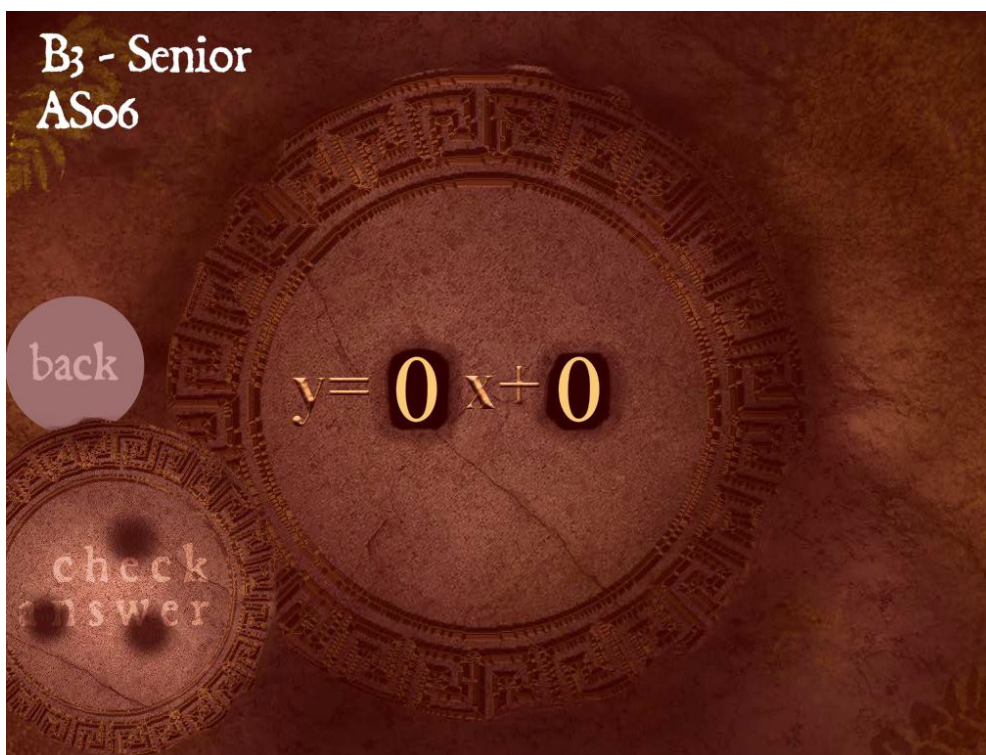 B3 - Senior
AS06
back
y= 0 x+ 0
check
answer